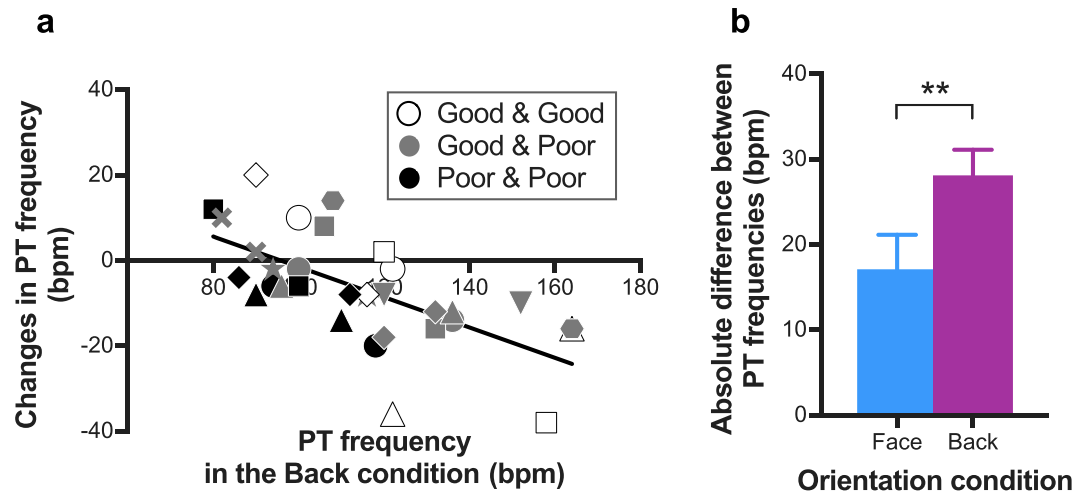 a
Changes in PT frequency
(bpm)
40
20
0
-20
-40
80
140
160
180
Good & Good
Good & Poor
Poor & Poor
PT frequency
in the Back condition (bpm)
b
Absolute difference between
PT frequencies (bpm)
40
30
20
10
0
**
Face
Back
Orientation condition